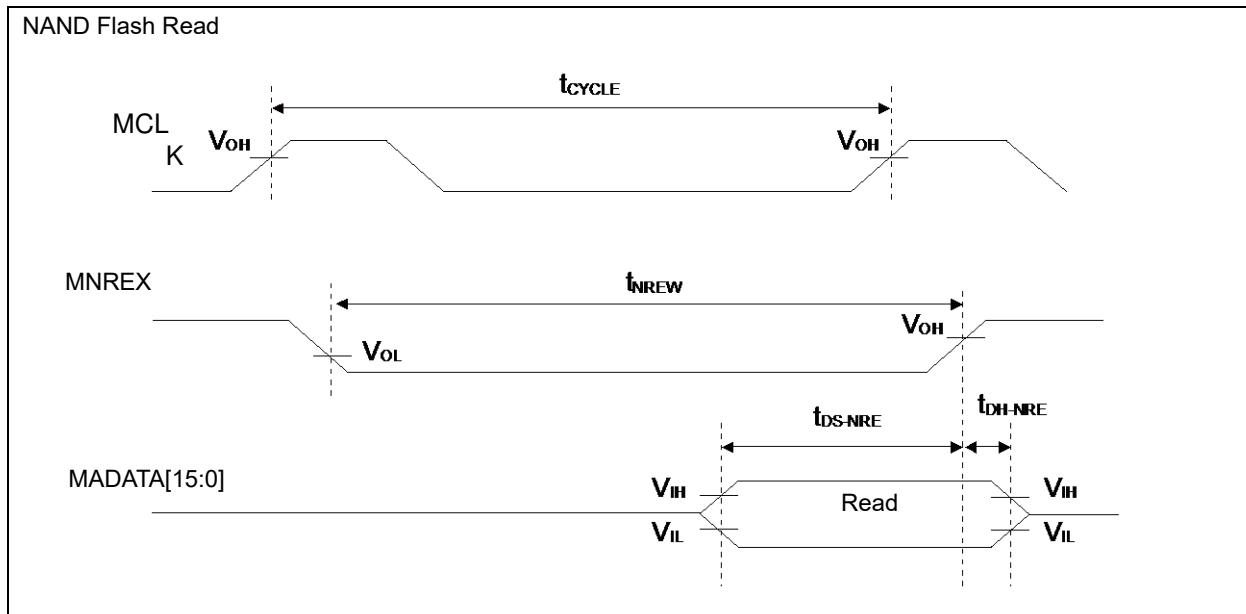 NAND Flash Read
tCYCLE
MCL
K
VOH
VOH
MNREX
tNREW
VOH
VOL
tDS-NRE
tDH-NRE
MADATA[15:0]
VIH
Read
VIH
VIL
VIL